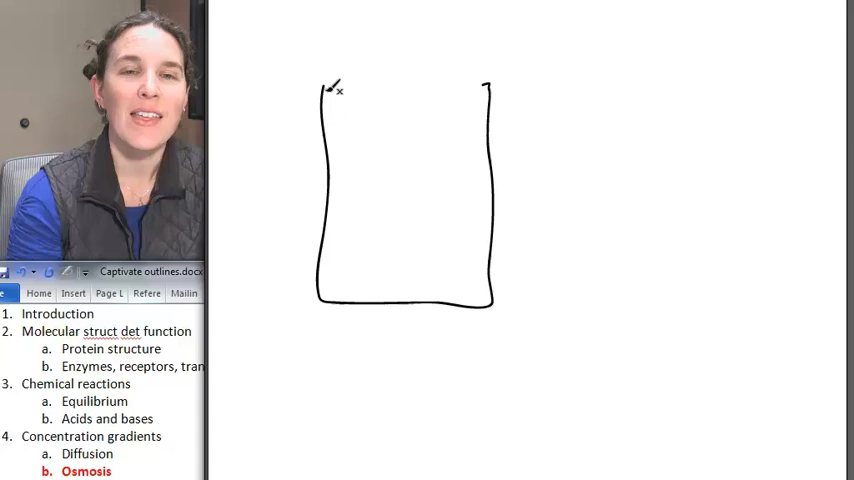 Captivate outlines.docx
Home Insert Page L Refere Mailin
1. Introduction
2. Molecular struct det function
a. Protein structure
b. Enzymes, receptors, tran
3. Chemical reactions
a. Equilibrium
b. Acids and bases
4. Concentration gradients
a. Diffusion
b. Osmosis